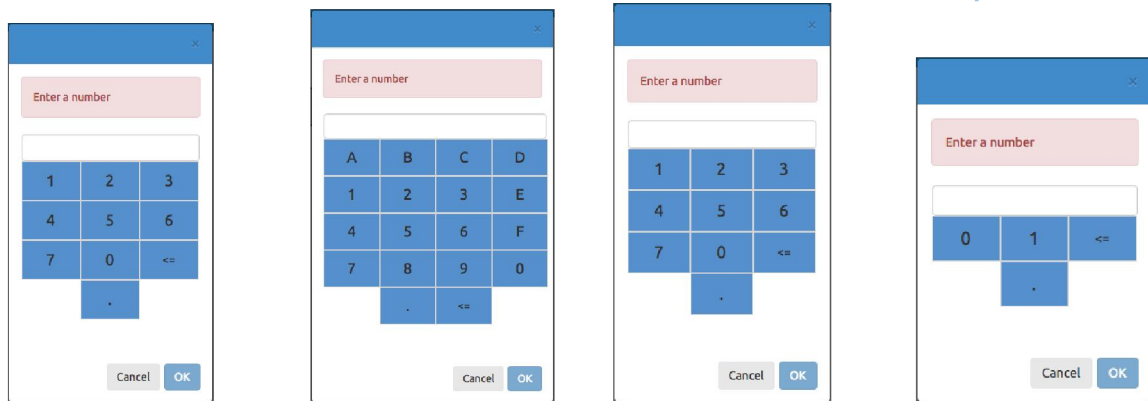 ×
Enter a number
1 2 3
4 5 6
7 0 <=
.
Cancel OK
×
Enter a number
A B C D
1 2 3 E
4 5 6 F
7 8 9 0
. <=
Cancel OK
×
Enter a number
1 2 3
4 5 6
7 0 <=
.
Cancel OK
×
Enter a number
0 1 <=
.
Cancel OK